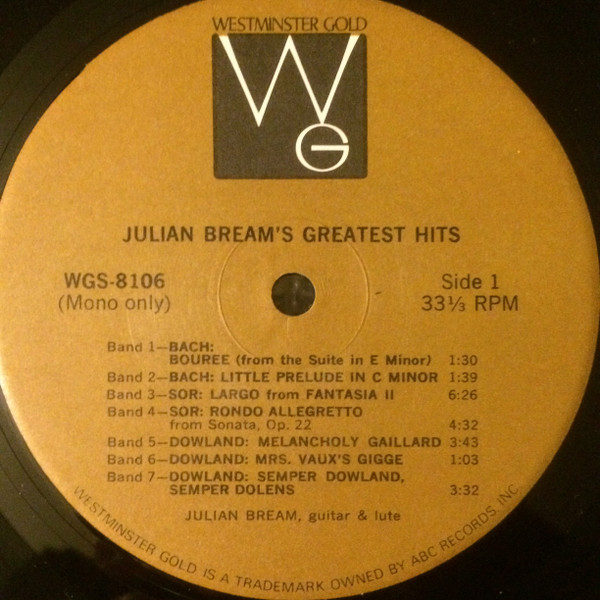 WESTMINSTER GOLD
WG
JULIAN BREAM'S GREATEST HITS
WGS-8106
(Mono only)
Side 1
33⅓ RPM
Band 1—BACH:
BOUREE (from the Suite in E Minor) 1:30
Band 2—BACH: LITTLE PRELUDE IN C MINOR 1:39
Band 3—SOR: LARGO from FANTASIA II 6:26
Band 4—SOR: RONDO ALLEGRETTO
from Sonata, Op. 22 4:32
Band 5—DOWLAND: MELANCHOLY GAILLARD 3:43
Band 6—DOWLAND: MRS. VAUX'S GIGGE 1:03
Band 7—DOWLAND: SEMPER DOWLAND,
SEMPER DOLENS 3:32
JULIAN BREAM, guitar & lute
WESTMINSTER GOLD IS A TRADEMARK OWNED BY ABC RECORDS, INC.